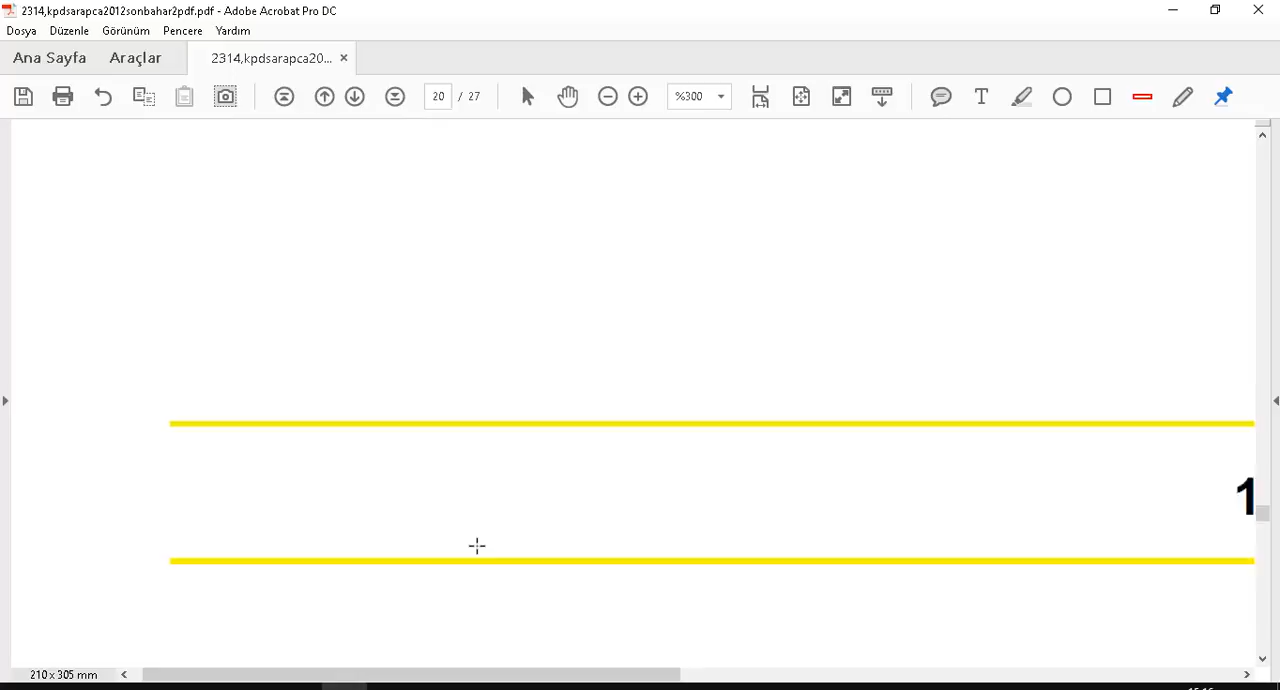 2314,kpdsarapca2012sonbahar2pdf.pdf - Adobe Acrobat Pro DC
Dosya Düzenle Görünüm Pencere Yardım
Ana Sayfa Araçlar 2314,kpdsarapca20... ×
20 / 27 %300
1
210 x 305 mm